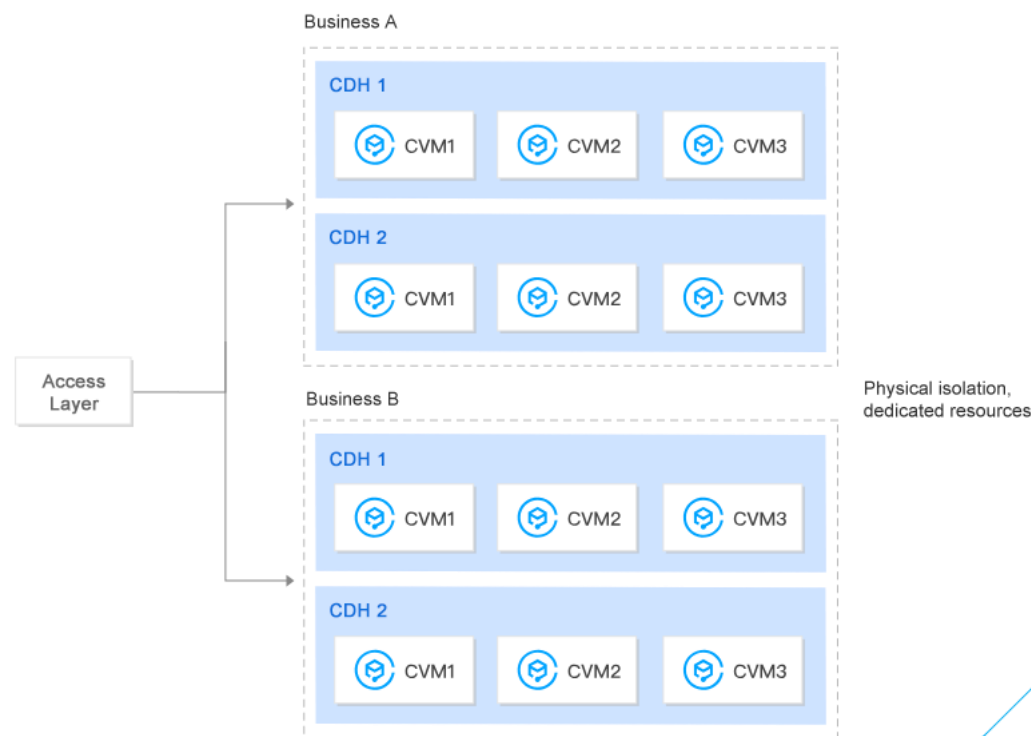 Business A
CDH 1
CVM1
CVM2
CVM3
CDH 2
CVM1
CVM2
CVM3
Access
Layer
Physical isolation,
dedicated resources
Business B
CDH 1
CVM1
CVM2
CVM3
CDH 2
CVM1
CVM2
CVM3